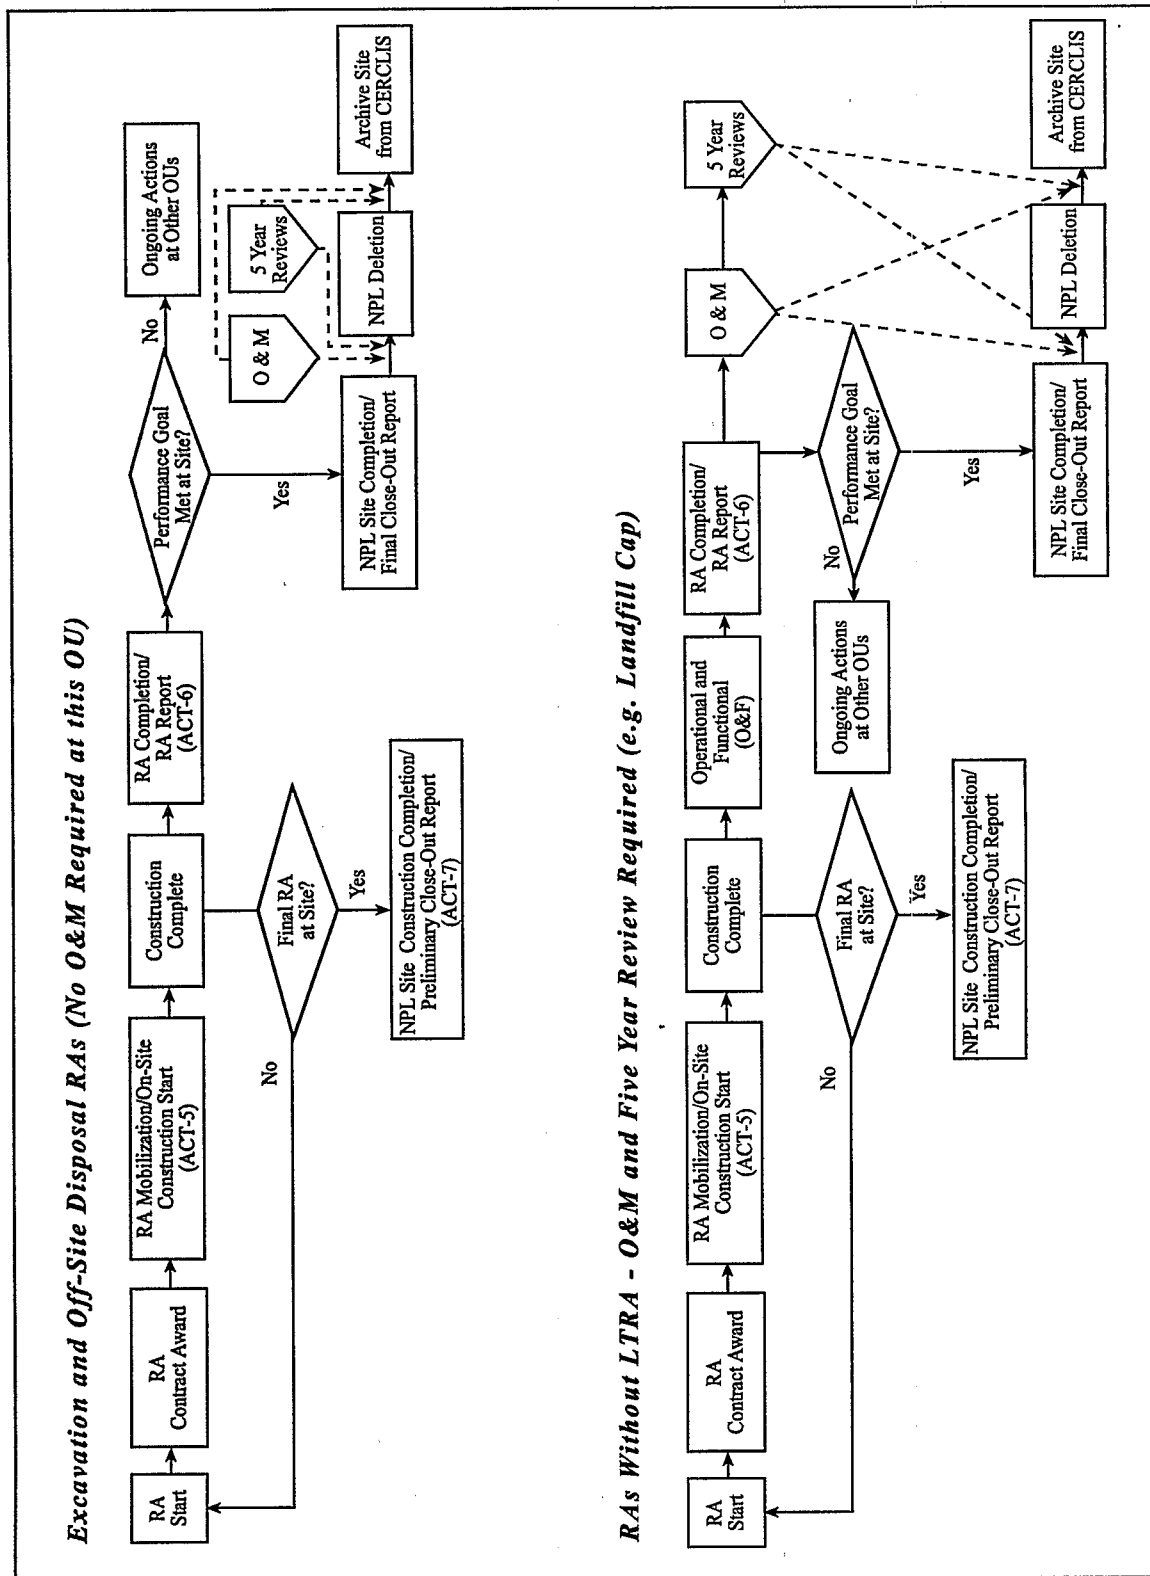 Excavation and Off-Site Disposal RAs (No O&M Required at this OU)
RA
Start
RA
Contract Award
RA Mobilization/On-Site
Construction Start
(ACT-5)
Construction
Complete
RA Completion/
RA Report
(ACT-6)
Performance Goal
Met at Site?
No
Ongoing Actions
at Other OUs
Yes
Final RA
at Site?
No
Yes
NPL Site Construction Completion/
Preliminary Close-Out Report
(ACT-7)
O & M
5 Year
Reviews
NPL Site Completion/
Final Close-Out Report
NPL Deletion
Archive Site
from CERCLIS
RAs Without LTRA - O&M and Five Year Review Required (e.g. Landfill Cap)
RA
Start
RA
Contract Award
RA Mobilization/On-Site
Construction Start
(ACT-5)
Construction
Complete
Operational and
Functional
(O&F)
RA Completion/
RA Report
(ACT-6)
O & M
5 Year
Reviews
Final RA
at Site?
No
Yes
NPL Site Construction Completion/
Preliminary Close-Out Report
(ACT-7)
Performance Goal
Met at Site?
No
Ongoing Actions
at Other OUs
Yes
NPL Site Completion/
Final Close-Out Report
NPL Deletion
Archive Site
from CERCLIS